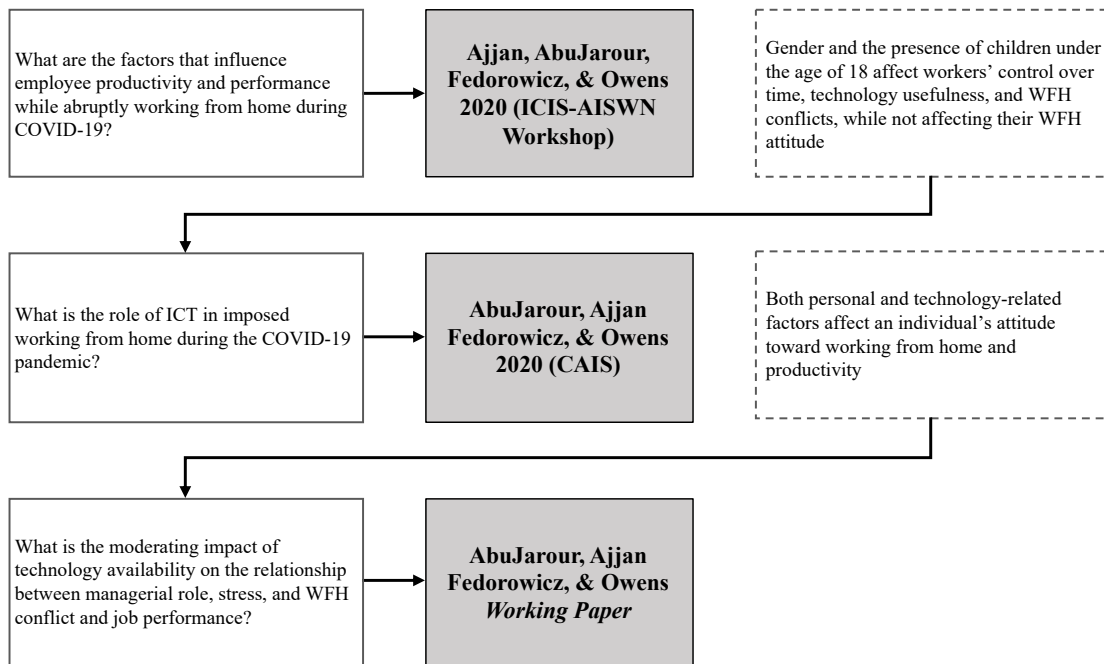 What are the factors that influence
employee productivity and performance
while abruptly working from home during
COVID-19?
Ajjan, AbuJarour,
Fedorowicz, & Owens
2020 (ICIS-AISWN
Workshop)
Gender and the presence of children under
the age of 18 affect workers’ control over
time, technology usefulness, and WFH
conflicts, while not affecting their WFH
attitude
What is the role of ICT in imposed
working from home during the COVID-19
pandemic?
AbuJarour, Ajjan
Fedorowicz, & Owens
2020 (CAIS)
Both personal and technology-related
factors affect an individual’s attitude
toward working from home and
productivity
What is the moderating impact of
technology availability on the relationship
between managerial role, stress, and WFH
conflict and job performance?
AbuJarour, Ajjan
Fedorowicz, & Owens
Working Paper